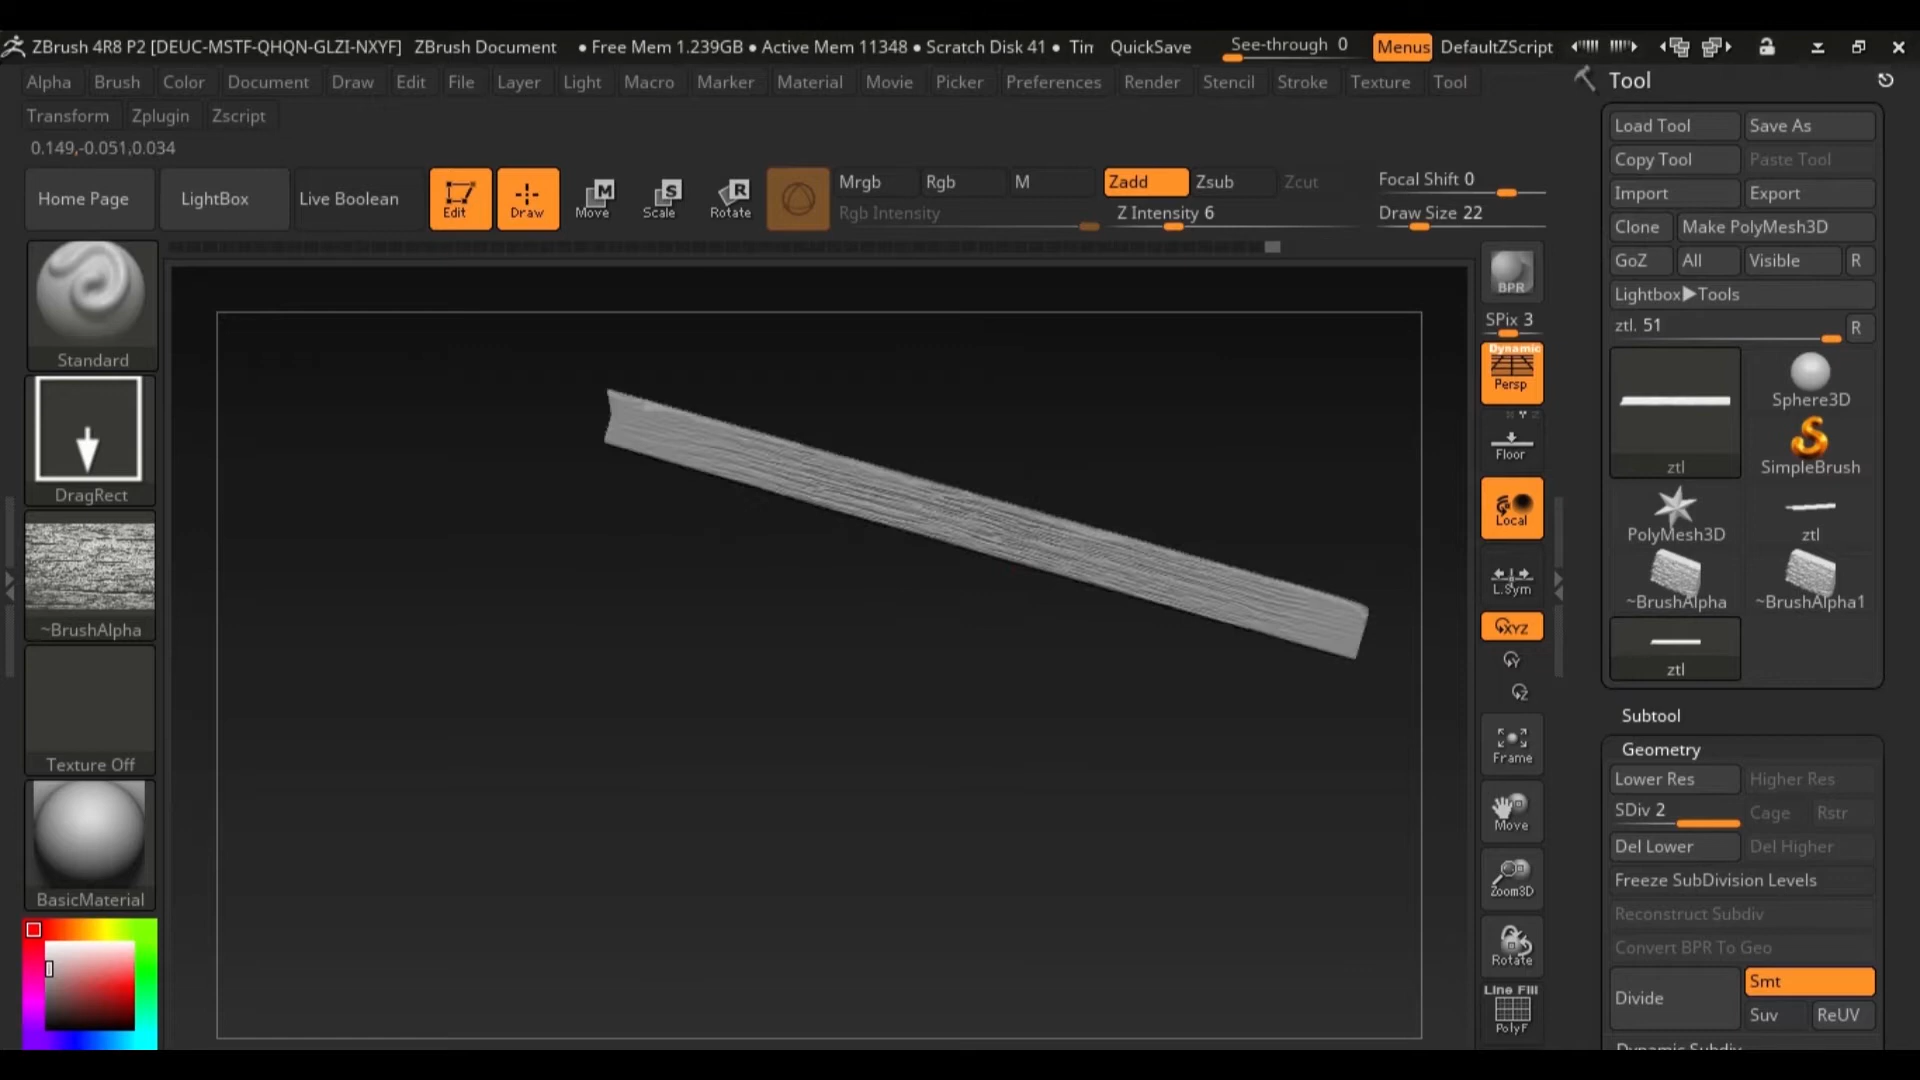 ZBrush 4R8 P2 [DEUC-MSTF-QHQN-GLZI-NXYF] ZBrush Document • Free Mem 1.239GB • Active Mem 11348 • Scratch Disk 41 • Tin QuickSave See-through 0 Menus DefaultZScript
Alpha Brush Color Document Draw Edit File Layer Light Macro Marker Material Movie Picker Preferences Render Stencil Stroke Texture Tool
Transform Zplugin Zscript
0.149,-0.051,0.034
Home Page LightBox Live Boolean Edit Draw Move Scale Rotate
M S R
Mrgb Rgb M Zadd Zsub Zcut Focal Shift 0
Rgb Intensity Z Intensity 6 Draw Size 22
Standard
DragRect
~BrushAlpha
Texture Off
BasicMaterial
BPR
SPix 3
Dynamic
Persp
Floor
Local
L.Sym
XYZ
Y
Z
Frame
Move
Zoom3D
Rotate
Line Fill
PolyF
Tool
Load Tool Save As
Copy Tool Paste Tool
Import Export
Clone Make PolyMesh3D
GoZ All Visible R
Lightbox▶Tools
ztl. 51 R
ztl Sphere3D
SimpleBrush
PolyMesh3D ztl
~BrushAlpha ~BrushAlpha1
ztl
Subtool
Geometry
Lower Res Higher Res
SDiv 2 Cage Rstr
Del Lower Del Higher
Freeze SubDivision Levels
Reconstruct Subdiv
Convert BPR To Geo
Divide Smt
Suv ReUV
Dynamic Subdiv